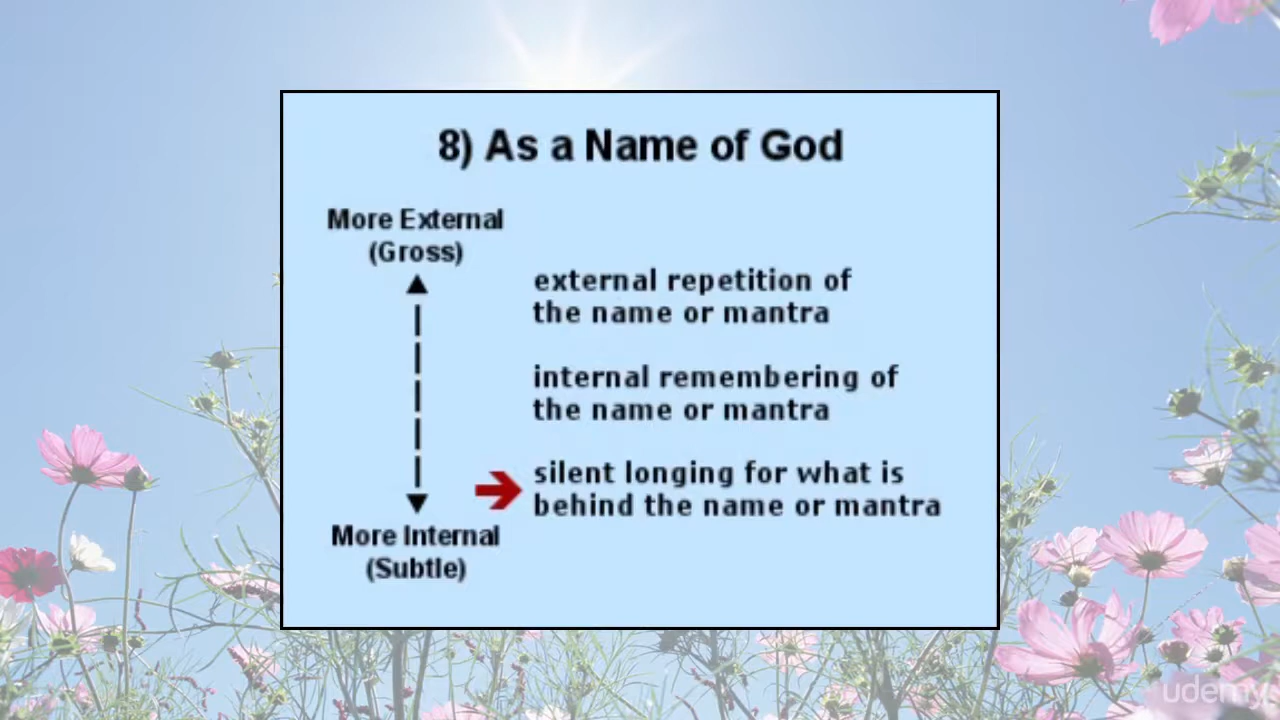 8) As a Name of God
More External
(Gross)
external repetition of
the name or mantra
internal remembering of
the name or mantra
silent longing for what is
behind the name or mantra
More Internal
(Subtle)
udemy